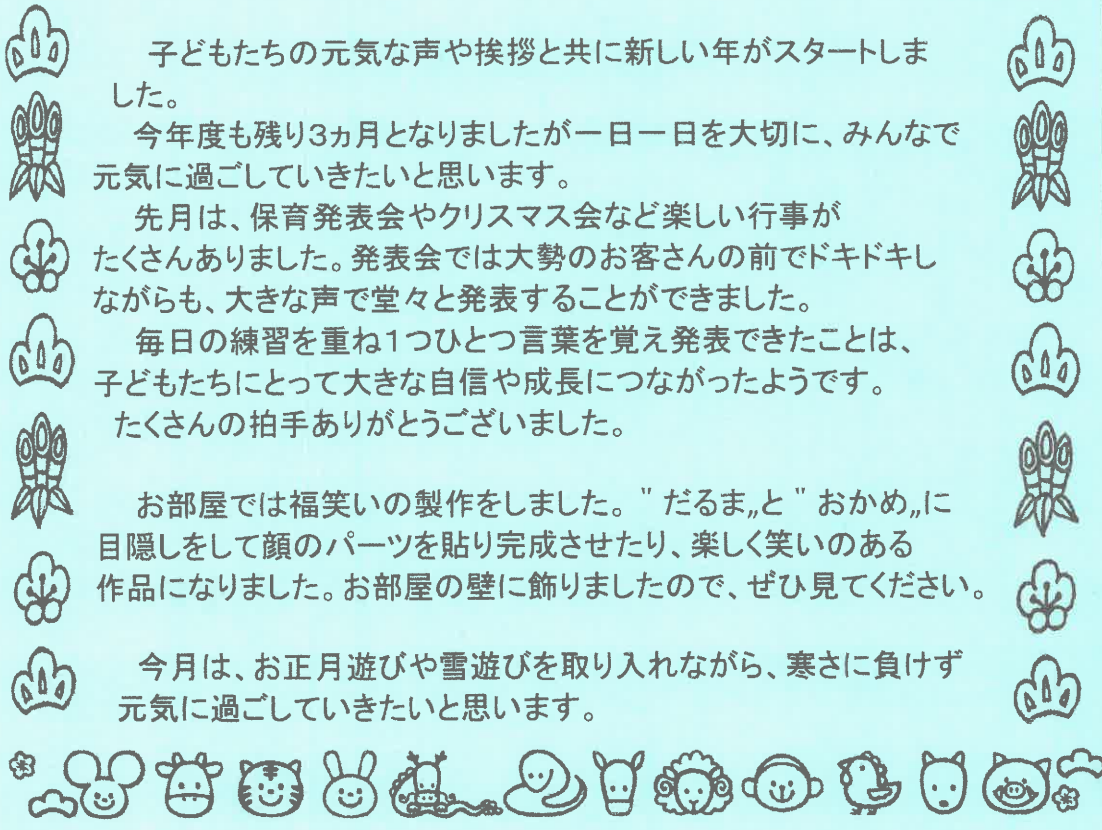 子どもたちの元気な声や挨拶と共に新しい年がスタートしま
した。
今年度も残り3ヵ月となりましたが一日一日を大切に、みんなで
元気に過ごしていきたいと思います。
先月は、保育発表会やクリスマス会など楽しい行事が
たくさんありました。発表会では大勢のお客さんの前でドキドキし
ながらも、大きな声で堂々と発表することができました。
毎日の練習を重ね1つひとつ言葉を覚え発表できたことは、
子どもたちにとって大きな自信や成長につながったようです。
たくさんの拍手ありがとうございました。
お部屋では福笑いの製作をしました。"だるま„と"おかめ„に
目隠しをして顔のパーツを貼り完成させたり、楽しく笑いのある
作品になりました。お部屋の壁に飾りましたので、ぜひ見てください。
今月は、お正月遊びや雪遊びを取り入れながら、寒さに負けず
元気に過ごしていきたいと思います。